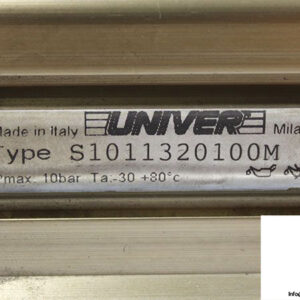 Made in Italy UNIVER Mila
Type S1011320100M
Pmax. 10bar Ta.-30 +80°c